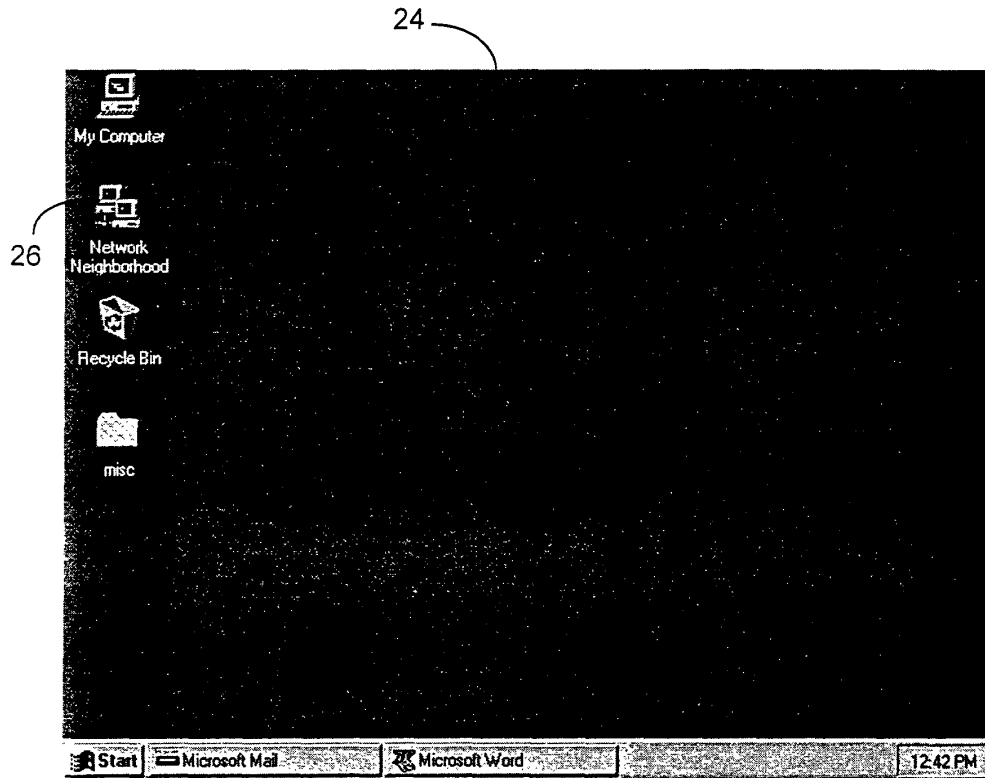 24
My Computer
26
Network
Neighborhood
Recycle Bin
misc
Start Microsoft Mail Microsoft Word 12:42 PM